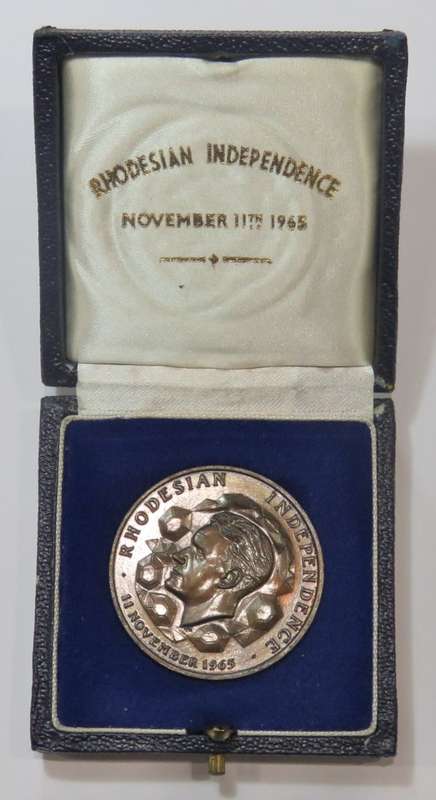 RHODESIAN INDEPENDENCE
NOVEMBER 11TH 1965
· RHODESIAN INDEPENDENCE ·
11 NOVEMBER 1965